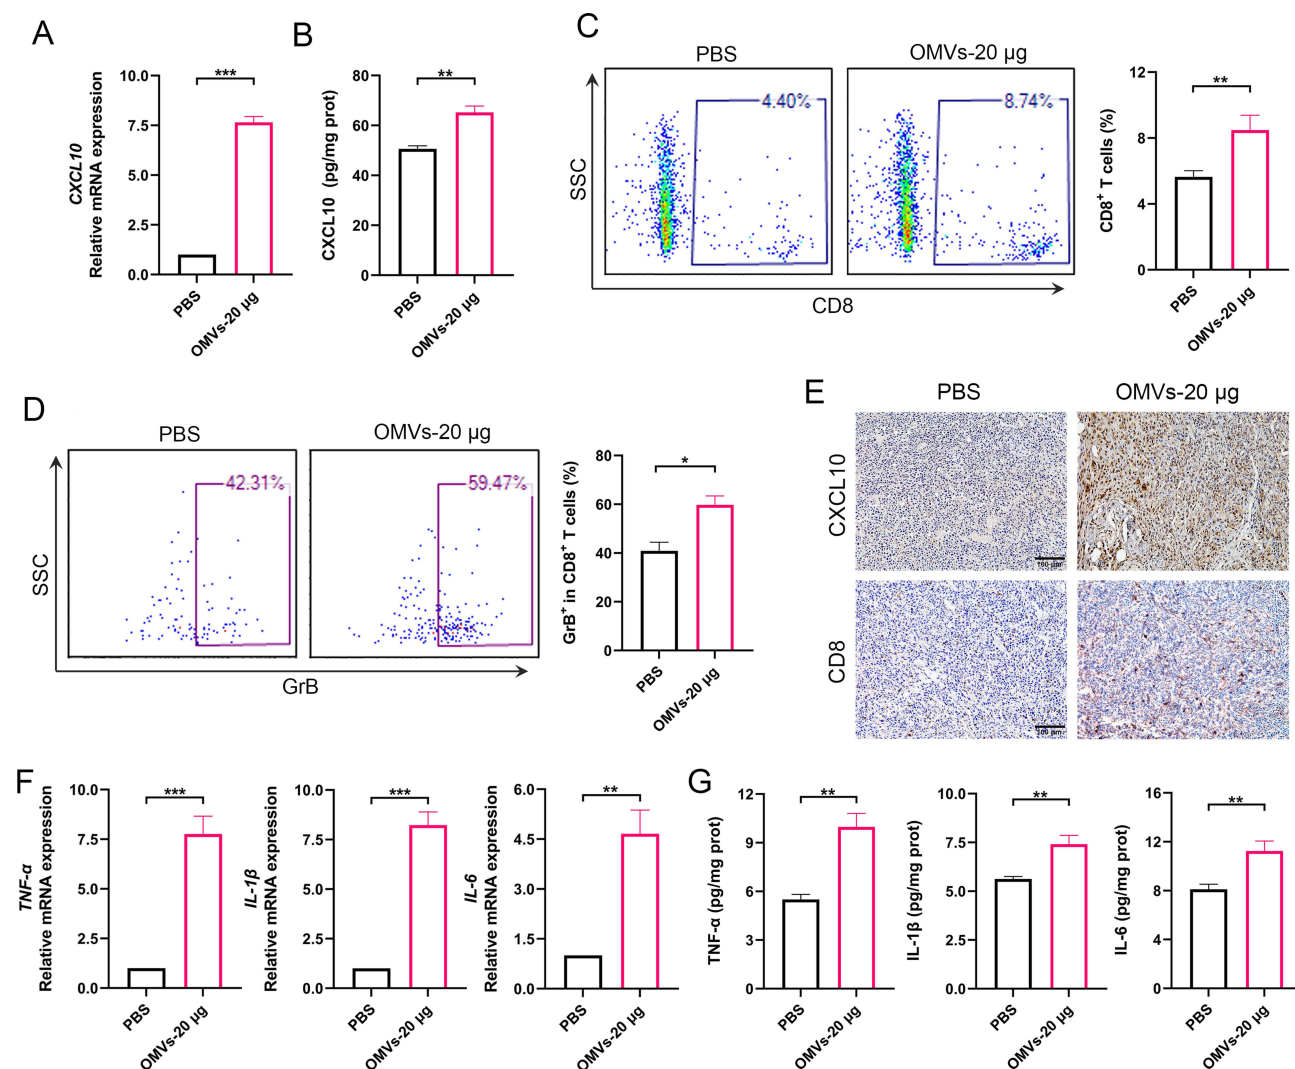 A
CXCL10
Relative mRNA expression
10.0
7.5
5.0
2.5
0.0
***
PBS
OMVs-20 µg
B
CXCL10 (pg/mg prot)
80
60
40
20
0
**
PBS
OMVs-20 µg
C
PBS
OMVs-20 µg
SSC
4.40%
8.74%
CD8
CD8+ T cells (%)
12
8
4
0
**
PBS
OMVs-20 µg
D
PBS
OMVs-20 µg
SSC
42.31%
59.47%
GrB
GrB+ in CD8+ T cells (%)
80
60
40
20
0
*
PBS
OMVs-20 µg
E
PBS
OMVs-20 µg
CXCL10
100 µm
CD8
100 µm
F
TNF-α
Relative mRNA expression
10.0
7.5
5.0
2.5
0.0
***
PBS
OMVs-20 µg
IL-1β
Relative mRNA expression
10.0
7.5
5.0
2.5
0.0
***
PBS
OMVs-20 µg
IL-6
Relative mRNA expression
6.0
4.5
3.0
1.5
0.0
**
PBS
OMVs-20 µg
G
TNF-α (pg/mg prot)
12
9
6
3
0
**
PBS
OMVs-20 µg
IL-1β (pg/mg prot)
10.0
7.5
5.0
2.5
0.0
**
PBS
OMVs-20 µg
IL-6 (pg/mg prot)
16
12
8
4
0
**
PBS
OMVs-20 µg